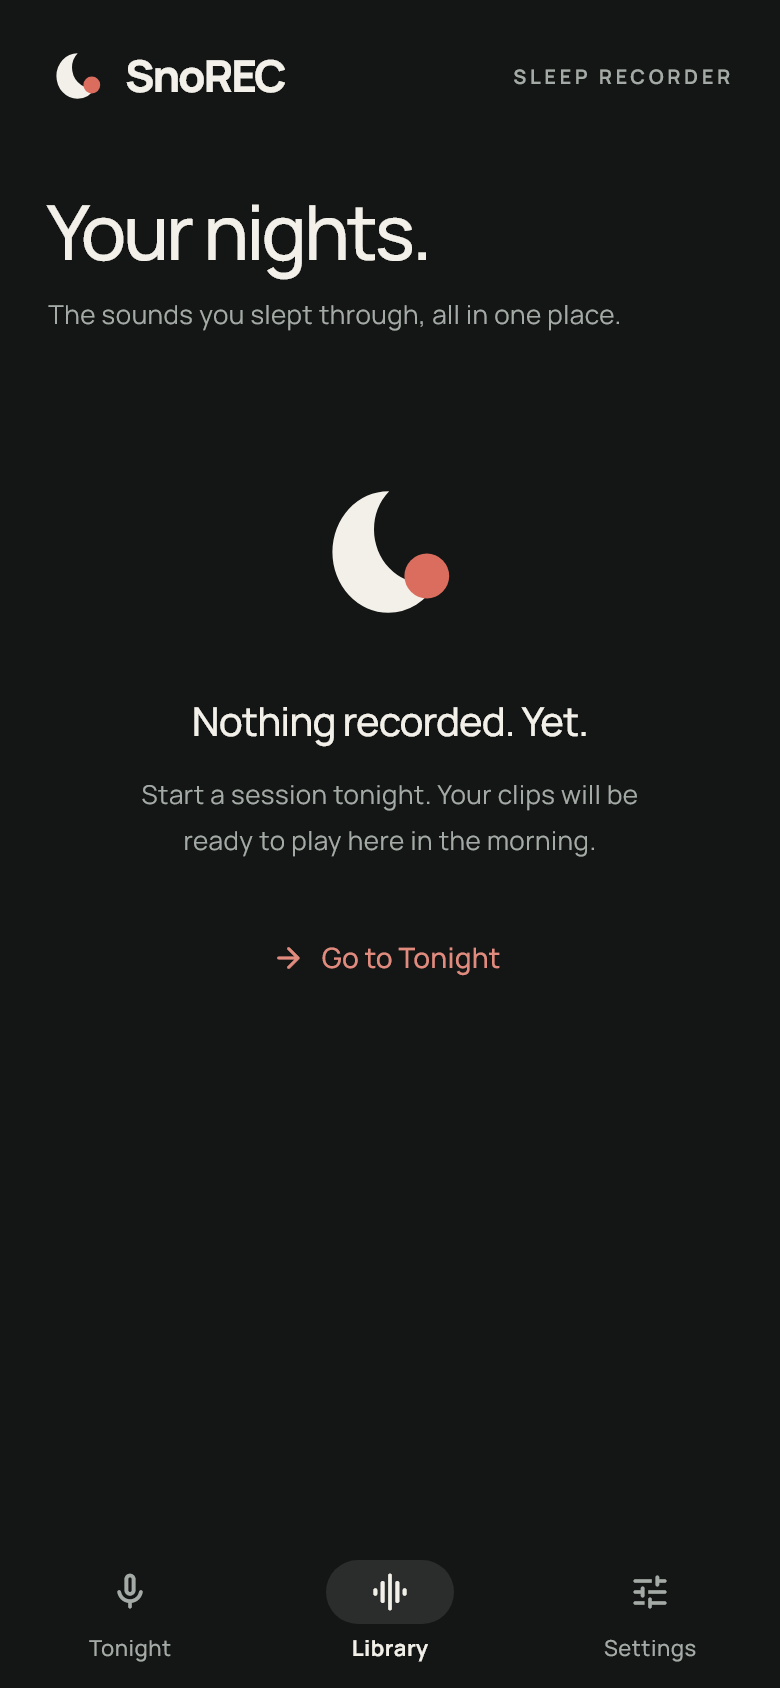 SnoREC
SLEEP RECORDER
Your nights.
The sounds you slept through, all in one place.
Nothing recorded. Yet.
Start a session tonight. Your clips will be
ready to play here in the morning.
Go to Tonight
Tonight
Library
Settings